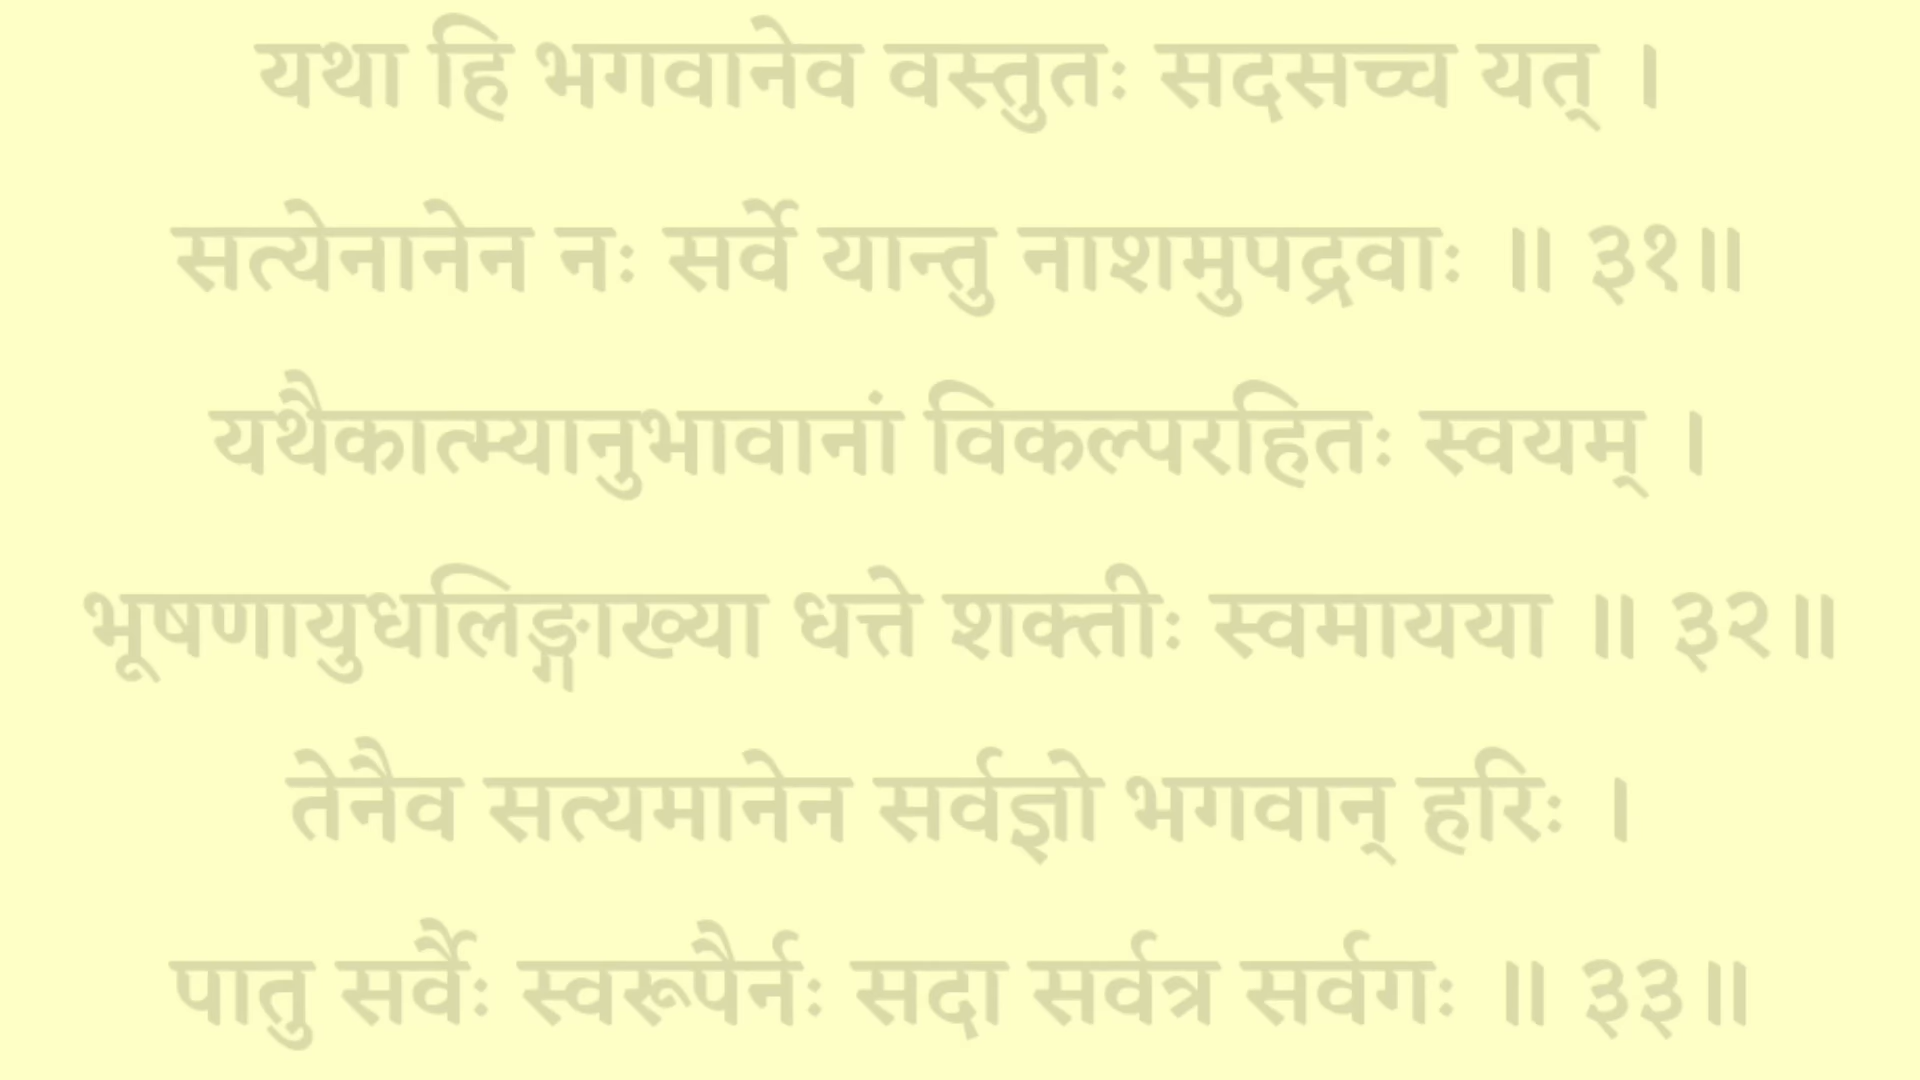 यथा हि भगवानेव वस्तुतः सदसच्च यत् ।
सत्येनानेन नः सर्वे यान्तु नाशमुपद्रवाः ॥ ३१॥
यथैकात्म्यानुभावानां विकल्परहितः स्वयम् ।
भूषणायुधलिङ्गाख्या धत्ते शक्तीः स्वमायया ॥ ३२॥
तेनैव सत्यमानेन सर्वज्ञो भगवान् हरिः ।
पातु सर्वैः स्वरूपैर्नः सदा सर्वत्र सर्वगः ॥ ३३॥